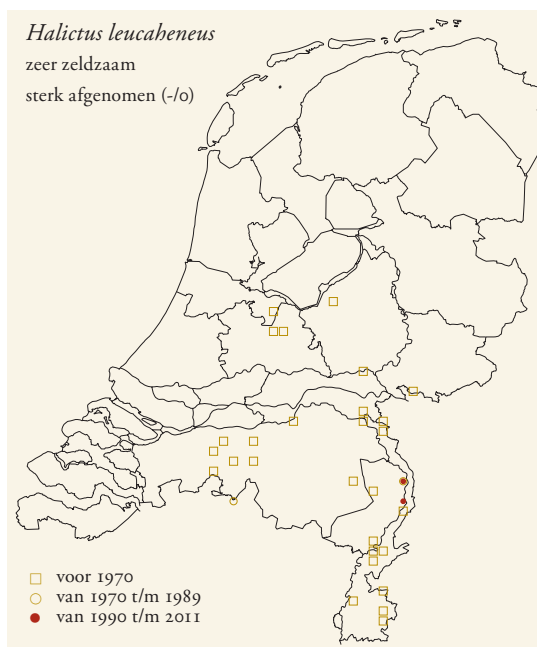 Halictus leucaheneus
zeer zeldzaam
sterk afgenomen (-/0)
voor 1970
van 1970 t/m 1989
van 1990 t/m 2011